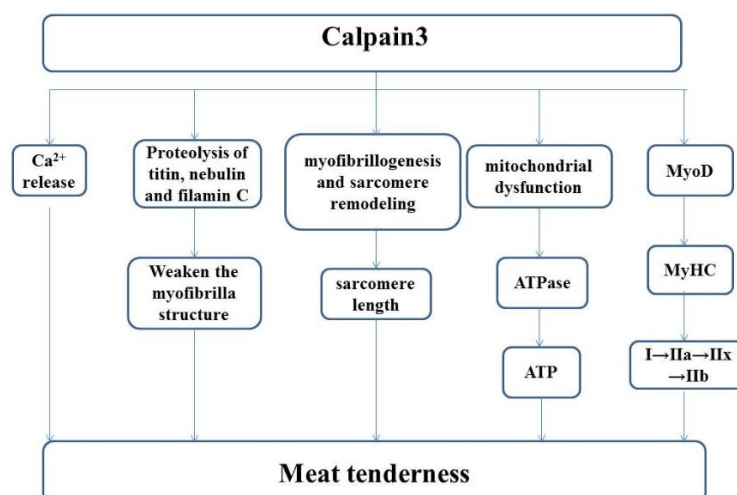 Calpain3
Ca²⁺
release
Proteolysis of
titin, nebulin
and filamin C
myofibrillogenesis
and sarcomere
remodeling
mitochondrial
dysfunction
MyoD
Weaken the
myofibrilla
structure
sarcomere
length
ATPase
MyHC
ATP
I→IIa→IIx
→IIb
Meat tenderness